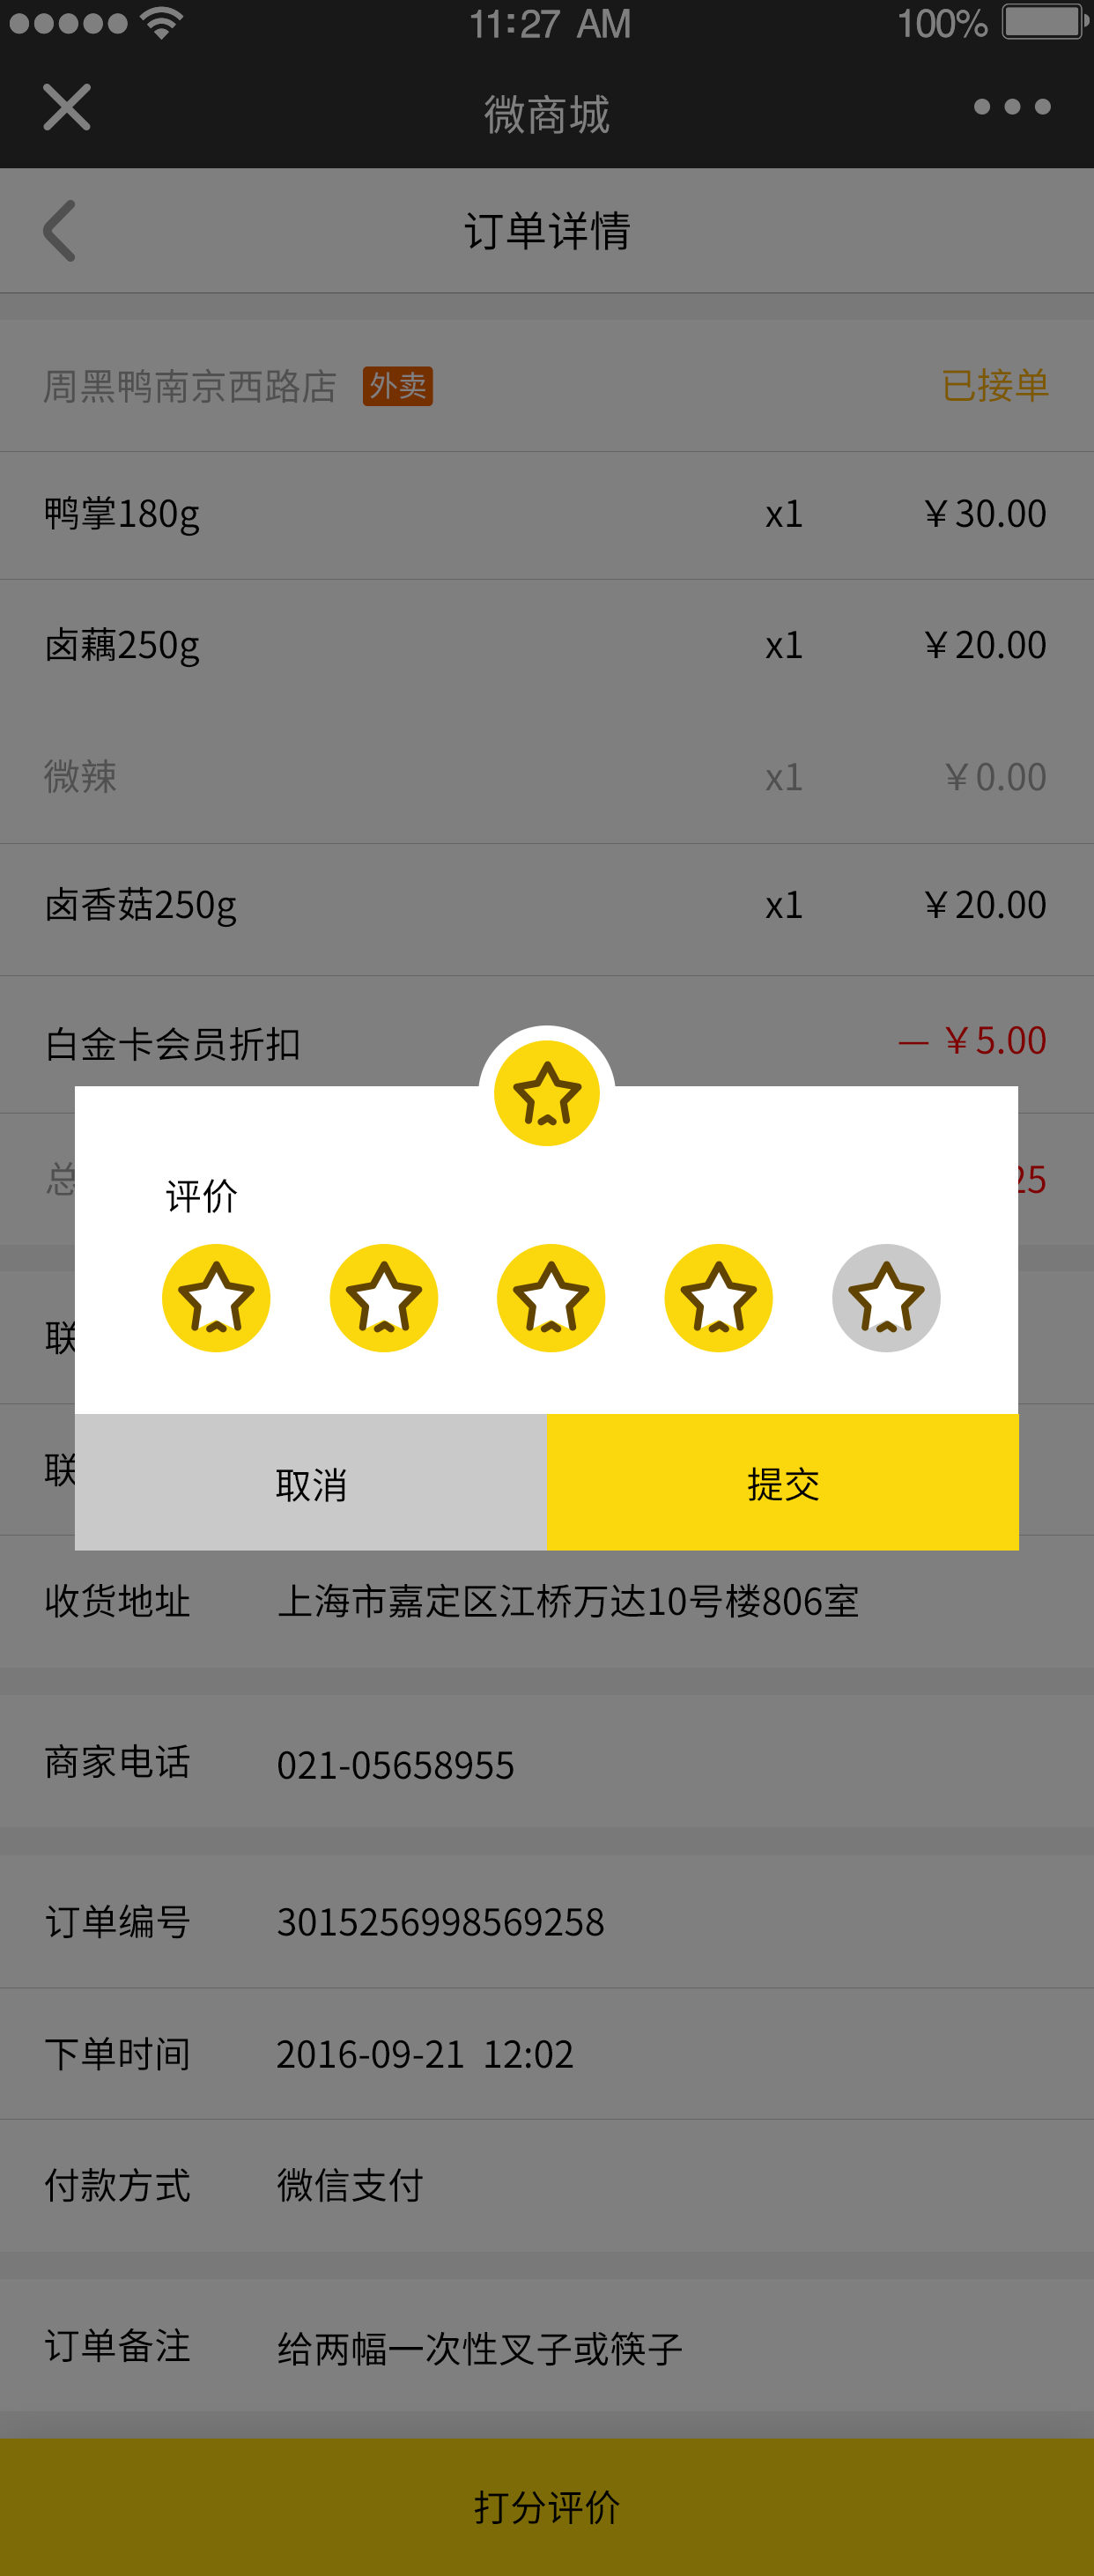 11:27 AM 100%
微商城
订单详情
周黑鸭南京西路店 外卖 已接单
鸭掌180g x1 ￥30.00
卤藕250g x1 ￥20.00
微辣 x1 ￥0.00
卤香菇250g x1 ￥20.00
白金卡会员折扣 — ￥5.00
总 25
评价
联
联
取消 提交
收货地址 上海市嘉定区江桥万达10号楼806室
商家电话 021-05658955
订单编号 3015256998569258
下单时间 2016-09-21 12:02
付款方式 微信支付
订单备注 给两幅一次性叉子或筷子
打分评价